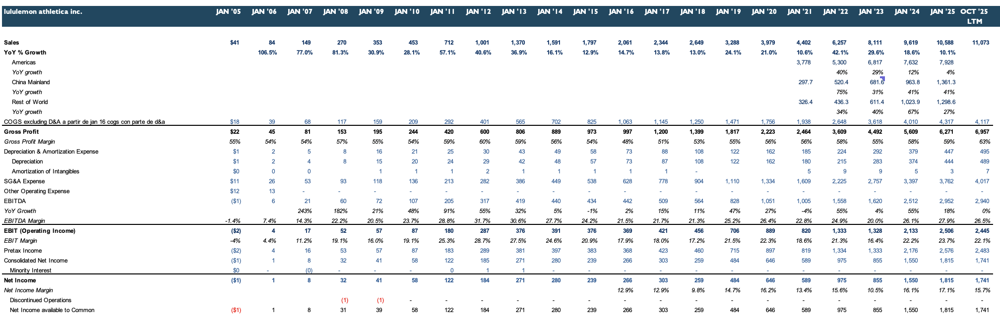 lululemon athletica inc. JAN '05 JAN '06 JAN '07 JAN '08 JAN '09 JAN '10 JAN '11 JAN '12 JAN '13 JAN '14 JAN '15 JAN '16 JAN '17 JAN '18 JAN '19 JAN '20 JAN '21 JAN '22 JAN '23 JAN '24 JAN '25 OCT '25
LTM
Sales $41 84 149 270 353 453 712 1,001 1,370 1,591 1,797 2,061 2,344 2,649 3,288 3,979 4,402 6,257 8,111 9,619 10,588 11,073
YoY % Growth 106.5% 77.0% 81.3% 30.9% 28.1% 57.1% 40.6% 36.9% 16.1% 12.9% 14.7% 13.8% 13.0% 24.1% 21.0% 10.6% 42.1% 29.6% 18.6% 10.1%
Americas 3,778 5,300 6,817 7,632 7,928
YoY growth 40% 29% 12% 4%
China Mainland 297.7 520.4 681.6 963.8 1,361.3
YoY growth 75% 31% 41% 41%
Rest of World 326.4 436.3 611.4 1,023.9 1,298.6
YoY growth 34% 40% 67% 27%
COGS excluding D&A a partir de jan 16 cogs con parte de d&a $18 39 68 117 159 209 292 401 565 702 825 1,063 1,145 1,250 1,471 1,756 1,938 2,648 3,618 4,010 4,317 4,117
Gross Profit $22 45 81 153 195 244 420 600 806 889 973 997 1,200 1,399 1,817 2,223 2,464 3,609 4,492 5,609 6,271 6,957
Gross Profit Margin 55% 54% 54% 57% 55% 54% 59% 60% 59% 56% 54% 48% 51% 53% 55% 56% 56% 58% 55% 58% 59% 63%
Depreciation & Amortization Expense $1 2 5 8 16 21 25 30 43 49 58 73 88 108 122 162 185 224 292 379 447 495
Depreciation $1 2 4 8 15 20 24 29 42 48 57 73 87 108 122 162 180 215 283 374 444 489
Amortization of Intangibles $0 0 0 1 1 1 2 1 1 1 1 1 - 5 9 9 5 3 7
SG&A Expense $11 26 53 93 118 136 213 282 386 449 538 628 778 904 1,110 1,334 1,609 2,225 2,757 3,397 3,762 4,017
Other Operating Expense $12 13 - - - - - - - - - - - - - - - - - - - -
EBITDA ($1) 6 21 60 72 107 205 317 419 440 434 442 509 564 828 1,051 1,005 1,558 1,620 2,512 2,952 2,940
YoY Growth 243% 182% 21% 48% 91% 55% 32% 5% -1% 2% 15% 11% 47% 27% -4% 55% 4% 55% 18% 0%
EBITDA Margin -1.4% 7.4% 14.3% 22.2% 20.5% 23.7% 28.8% 31.7% 30.6% 27.7% 24.2% 21.5% 21.7% 21.3% 25.2% 26.4% 22.8% 24.9% 20.0% 26.1% 27.9% 26.5%
EBIT (Operating Income) ($2) 4 17 52 57 87 180 287 376 391 376 369 421 456 706 889 820 1,333 1,328 2,133 2,506 2,445
EBIT Margin -4% 4.4% 11.2% 19.1% 16.0% 19.1% 25.3% 28.7% 27.5% 24.6% 20.9% 17.9% 18.0% 17.2% 21.5% 22.3% 18.6% 21.3% 16.4% 22.2% 23.7% 22.1%
Pretax Income ($2) 4 16 53 57 87 183 289 381 397 383 368 423 460 715 897 819 1,334 1,333 2,176 2,576 2,483
Consolidated Net Income ($1) 1 8 32 41 58 122 185 271 280 239 266 303 259 484 646 589 975 855 1,550 1,815 1,741
Minority Interest $0 - (0) - - - 0 1 1 - - - - - - - - - - - - -
Net Income ($1) 1 8 32 41 58 122 184 271 280 239 266 303 259 484 646 589 975 855 1,550 1,815 1,741
Net Income Margin 12.9% 12.9% 9.8% 14.7% 16.2% 13.4% 15.6% 10.5% 16.1% 17.1% 15.7%
Discontinued Operations (1) (1) - - - - - - - - - - - - - - - - -
Net Income available to Common ($1) 1 8 31 39 58 122 184 271 280 239 266 303 259 484 646 589 975 855 1,550 1,815 1,741